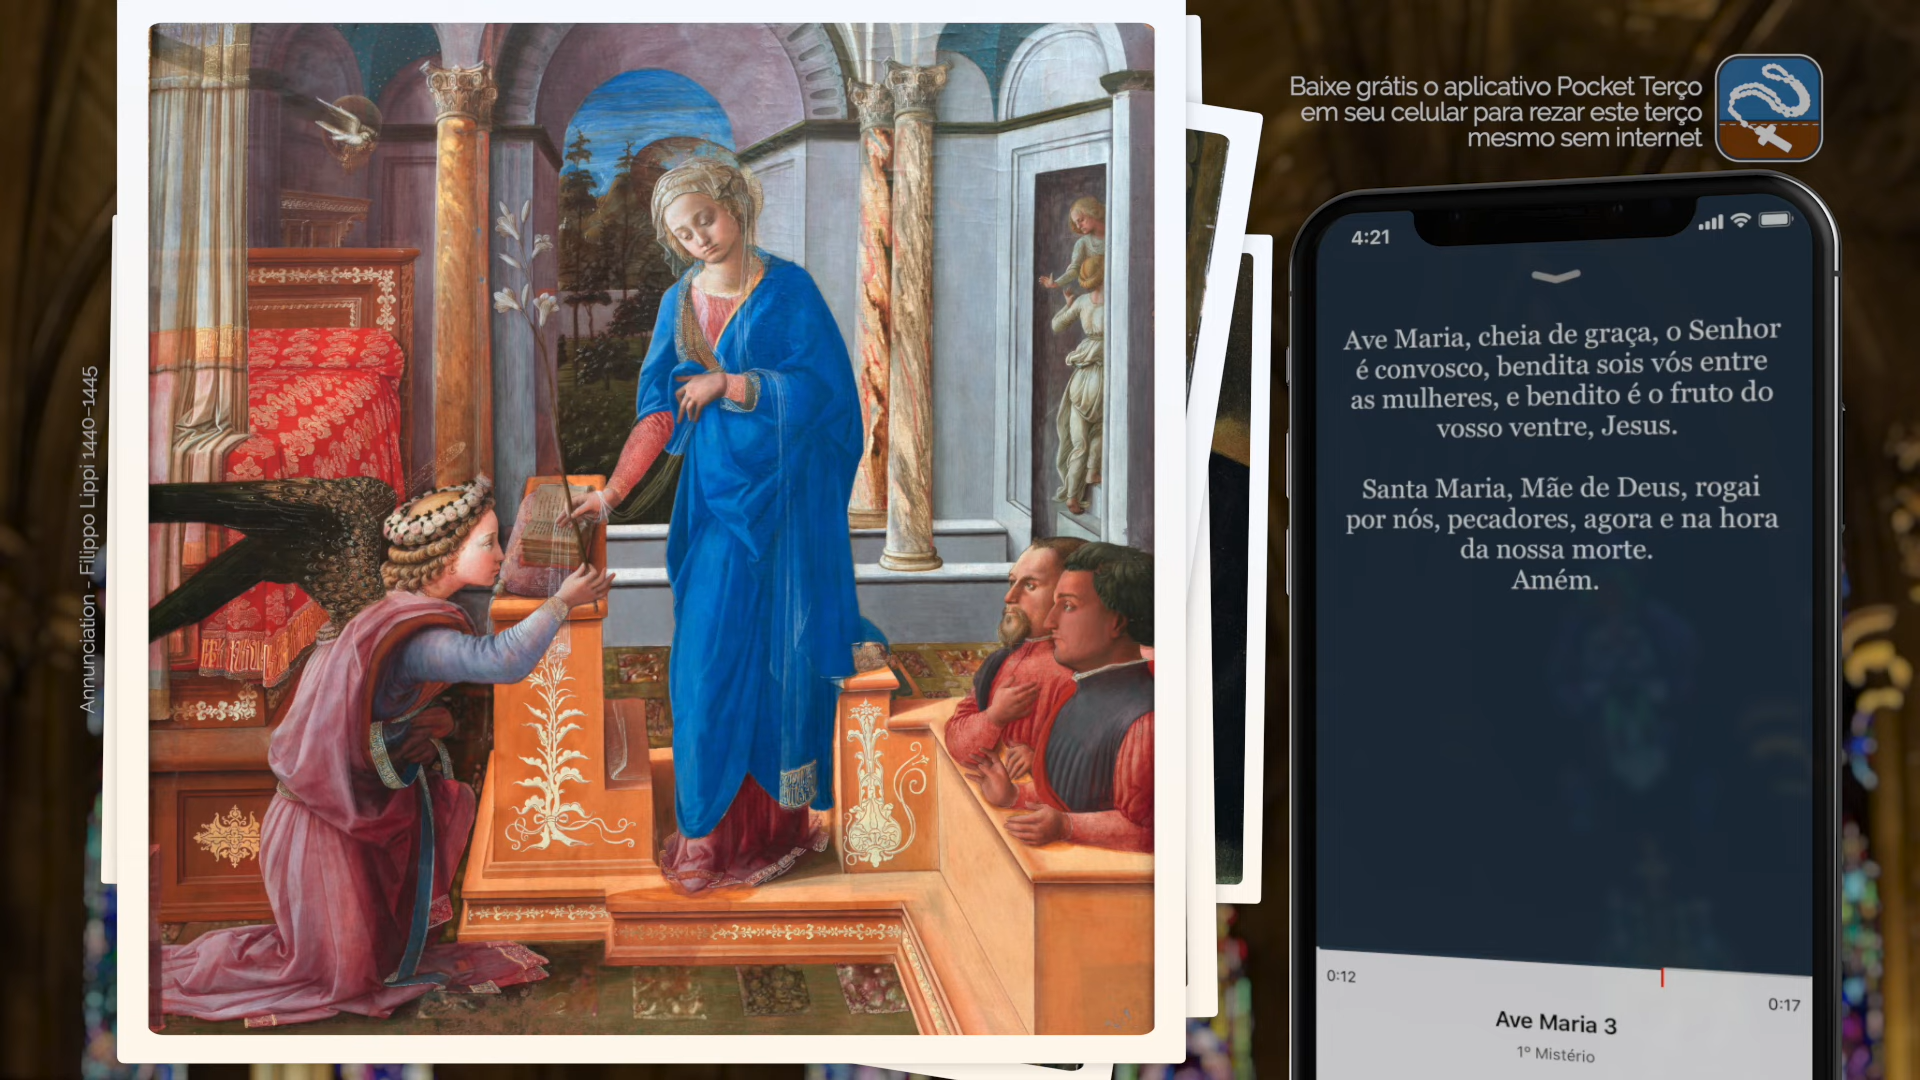 Annunciation - Filippo Lippi 1440-1445
Baixe grátis o aplicativo Pocket Terço
em seu celular para rezar este terço
mesmo sem internet
4:21
Ave Maria, cheia de graça, o Senhor
é convosco, bendita sois vós entre
as mulheres, e bendito é o fruto do
vosso ventre, Jesus.
Santa Maria, Mãe de Deus, rogai
por nós, pecadores, agora e na hora
da nossa morte.
Amém.
0:12
0:17
Ave Maria 3
1º Mistério